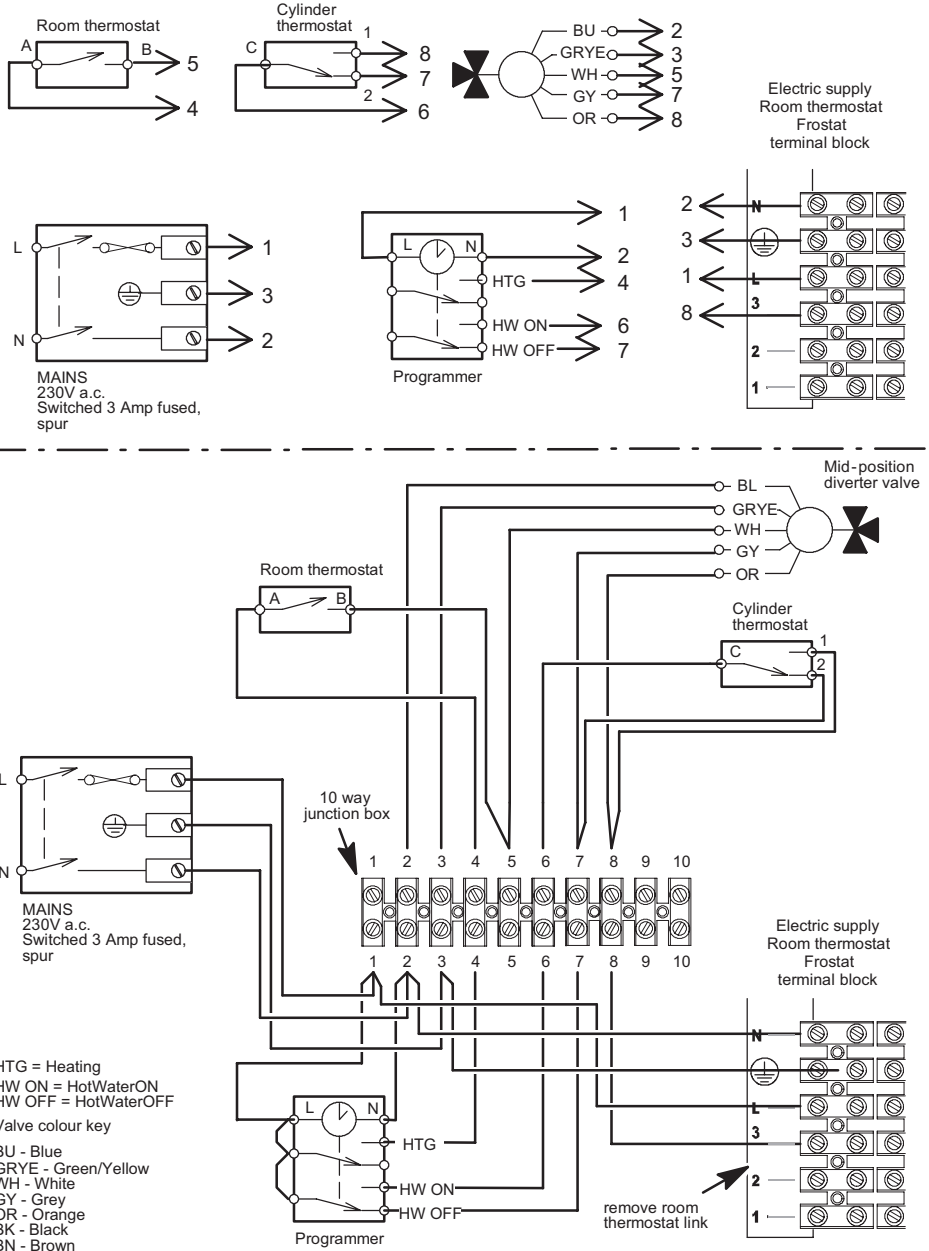 Room thermostat
A
B
5
4
Cylinder
thermostat
1
C
8
7
2
6
BU
2
GRYE
3
WH
5
GY
7
OR
8
Electric supply
Room thermostat
Frostat
terminal block
L
1
3
N
2
MAINS
230V a.c.
Switched 3 Amp fused,
spur
1
L
N
2
HTG
4
HW ON
6
HW OFF
7
Programmer
2
N
3
1
L
3
8
2
1
Mid-position
diverter valve
BL
GRYE
WH
GY
OR
Room thermostat
A
B
Cylinder
thermostat
1
C
2
L
N
MAINS
230V a.c.
Switched 3 Amp fused,
spur
10 way
junction box
1 2 3 4 5 6 7 8 9 10
1 2 3 4 5 6 7 8 9 10
Electric supply
Room thermostat
Frostat
terminal block
N
L
3
2
1
remove room
thermostat link
L
N
HTG
HW ON
HW OFF
Programmer
HTG = Heating
HW ON = HotWaterON
HW OFF = HotWaterOFF
Valve colour key
BU - Blue
GRYE - Green/Yellow
WH - White
GY - Grey
OR - Orange
BK - Black
BN - Brown